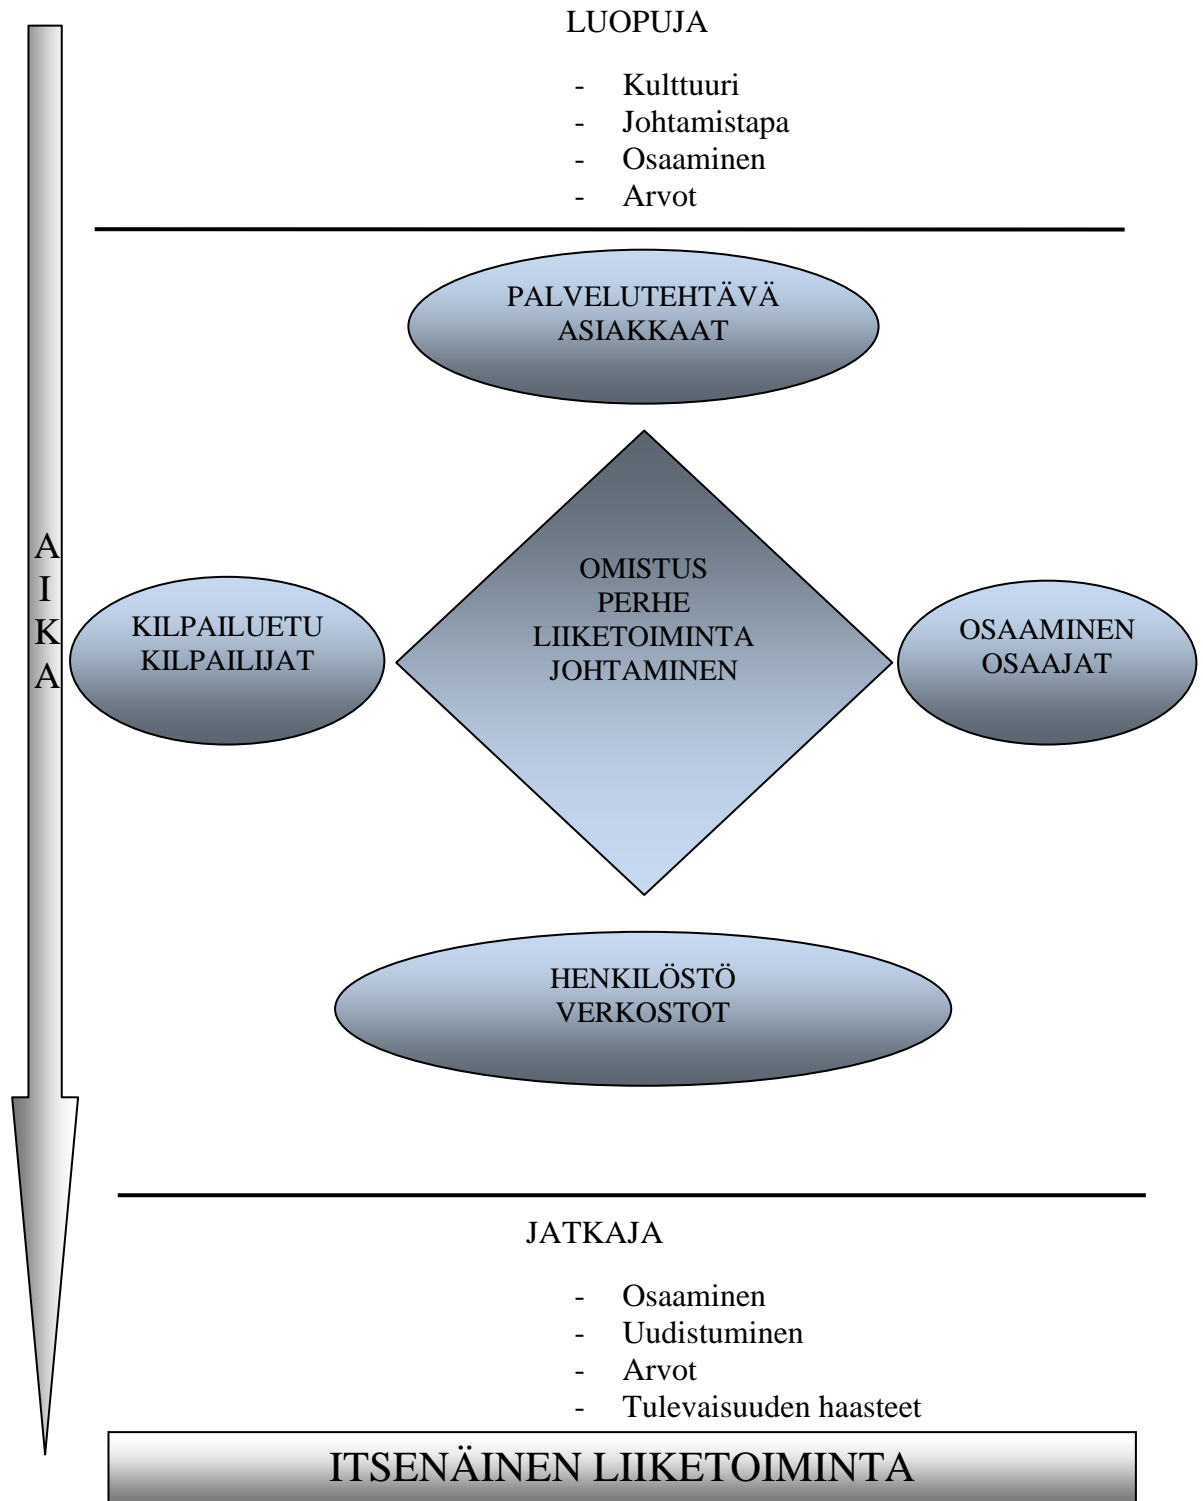 LUOPUJA
- Kulttuuri
- Johtamistapa
- Osaaminen
- Arvot
PALVELUTEHTÄVÄ
ASIAKKAAT
A
I
K
A
KILPAILUETU
KILPAILIJAT
OMISTUS
PERHE
LIIKETOIMINTA
JOHTAMINEN
OSAAMINEN
OSAAJAT
HENKILÖSTÖ
VERKOSTOT
JATKAJA
- Osaaminen
- Uudistuminen
- Arvot
- Tulevaisuuden haasteet
ITSENÄINEN LIIKETOIMINTA